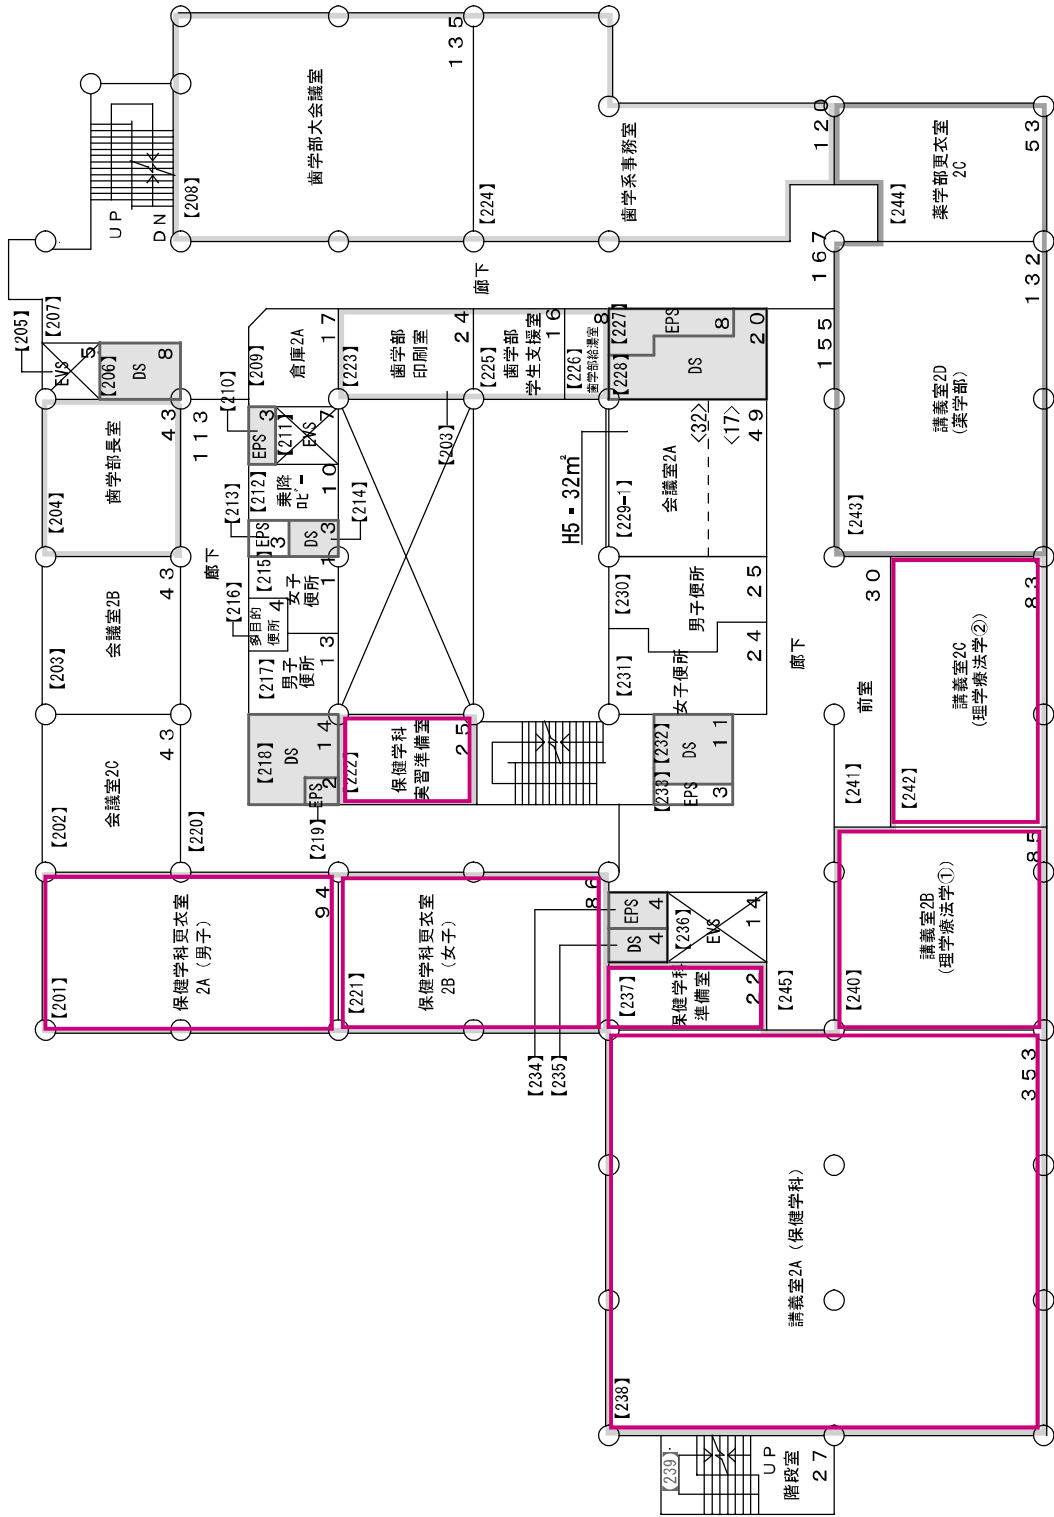 【201】
保健学科更衣室
2A（男子）
94
【202】
会議室2C
43
【203】
会議室2B
43
【204】
歯学部長室
43
【205】
EVS
5
【206】
DS
8
【207】
113
UP
DN
【208】
歯学部大会議室
135
【209】
倉庫2A
17
【210】
EPS
3
【211】
EVS
7
【212】
乗降
ﾛﾋﾞｰ
10
【213】
EPS
3
【214】
DS
3
【215】
女子
便所
11
【216】
多目的
便所
4
【217】
男子
便所
13
【218】
DS
14
【219】
EPS
2
【220】
廊下
【221】
保健学科更衣室
2B（女子）
86
【222】
保健学科
実習準備室
25
【223】
歯学部
印刷室
24
【203】
【224】
歯学系事務室
120
【225】
歯学部
学生支援室
16
【226】
歯学部給湯室
8
【227】
EPS
8
【228】
DS
20
廊下
167
【229-1】
会議室2A
<32>
<17>
49
H5・32㎡
【230】
男子便所
25
【231】
女子便所
24
【232】
DS
11
【233】
EPS
3
【234】
EPS
4
【235】
DS
4
【236】
EVS
14
【237】
保健学科
準備室
22
【238】
講義室2A（保健学科）
353
【239】
UP
階段室
27
【240】
講義室2B
(理学療法学①)
85
【241】
前室
30
【242】
講義室2C
(理学療法学②)
83
【243】
講義室2D
(薬学部)
132
【244】
薬学部更衣室
2C
53
【245】
廊下
155